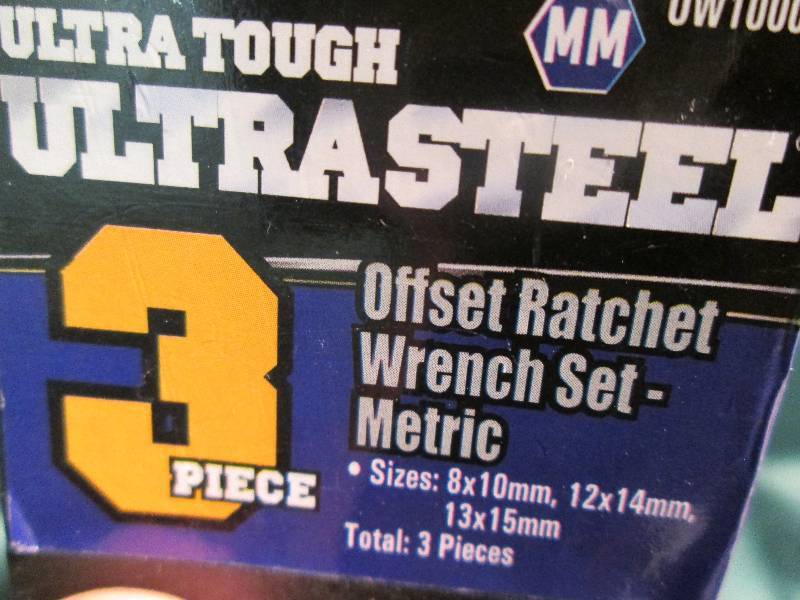 ULTRA TOUGH
MM
ULTRASTEEL
3
PIECE
Offset Ratchet
Wrench Set -
Metric
• Sizes: 8x10mm, 12x14mm,
13x15mm
Total: 3 Pieces